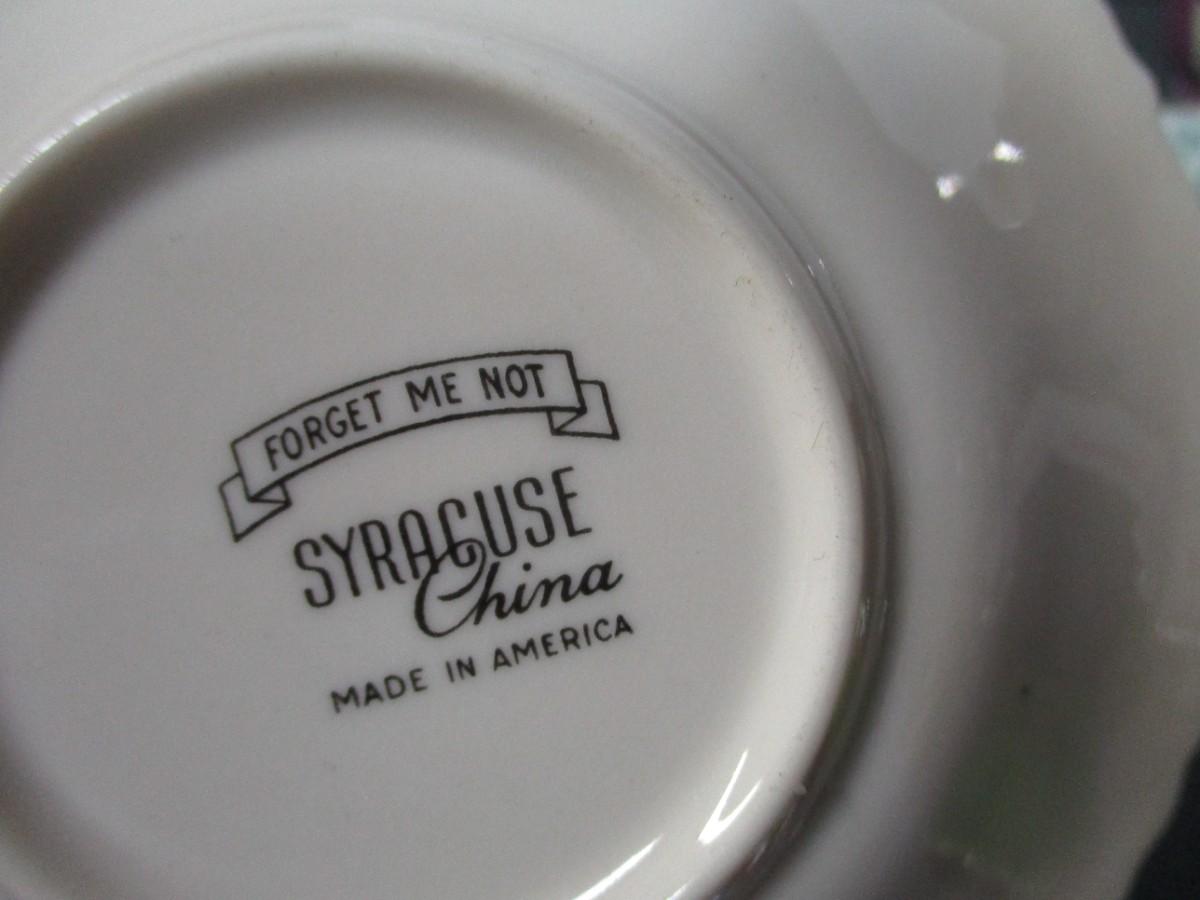 FORGET ME NOT
SYRACUSE
China
MADE IN AMERICA